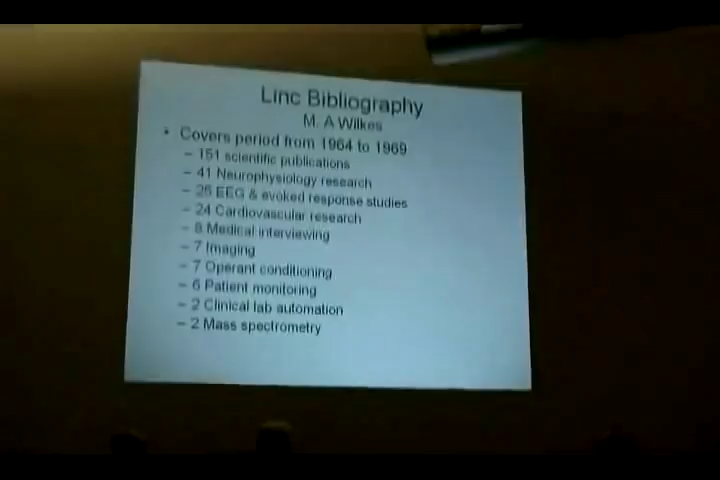 Linc Bibliography
M. A Wilkes
• Covers period from 1964 to 1969
– 151 scientific publications
– 41 Neurophysiology research
– 25 EEG & evoked response studies
– 24 Cardiovascular research
– 8 Medical interviewing
– 7 Imaging
– 7 Operant conditioning
– 6 Patient monitoring
– 2 Clinical lab automation
– 2 Mass spectrometry